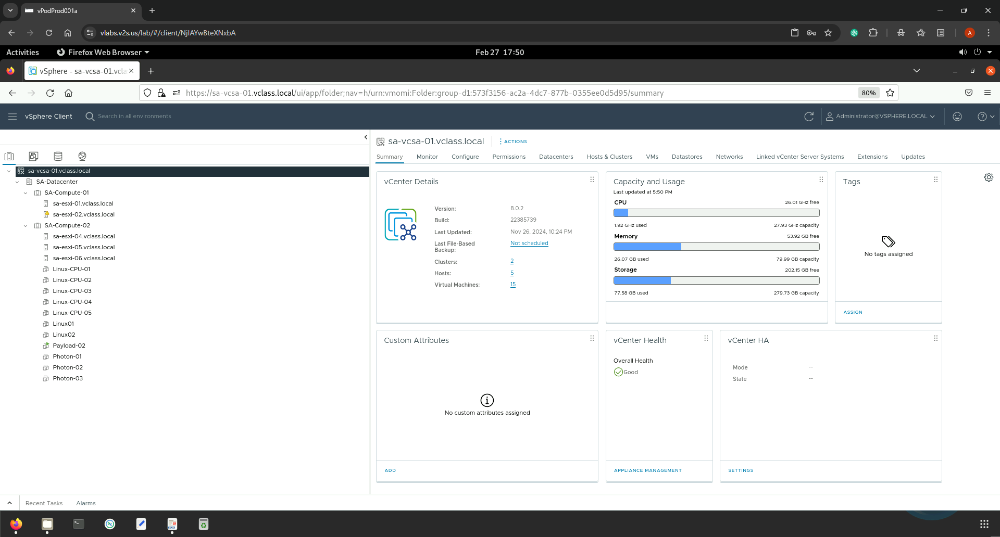 vPodProd001a
vlabs.v2s.us/lab/#/client/NjIAYwBteXNxbA
A
Activities
Firefox Web Browser
Feb 27 17:50
vSphere - sa-vcsa-01.vcla
https://sa-vcsa-01.vclass.local/ui/app/folder;nav=h/urn:vmomi:Folder:group-d1:573f3156-ac2a-4dc7-877b-0355ee0d5d95/summary
80%
vSphere Client
Search in all environments
Administrator@VSPHERE.LOCAL
sa-vcsa-01.vclass.local
SA-Datacenter
SA-Compute-01
sa-esxi-01.vclass.local
sa-esxi-02.vclass.local
SA-Compute-02
sa-esxi-04.vclass.local
sa-esxi-05.vclass.local
sa-esxi-06.vclass.local
Linux-CPU-01
Linux-CPU-02
Linux-CPU-03
Linux-CPU-04
Linux-CPU-05
Linux01
Linux02
Payload-02
Photon-01
Photon-02
Photon-03
sa-vcsa-01.vclass.local
ACTIONS
Summary Monitor Configure Permissions Datacenters Hosts & Clusters VMs Datastores Networks Linked vCenter Server Systems Extensions Updates
vCenter Details
Version: 8.0.2
Build: 22385739
Last Updated: Nov 26, 2024, 10:24 PM
Last File-Based Not scheduled
Backup:
Clusters: 2
Hosts: 5
Virtual Machines: 15
Capacity and Usage
Last updated at 5:50 PM
CPU 26.01 GHz free
1.92 GHz used 27.93 GHz capacity
Memory 53.92 GB free
26.07 GB used 79.99 GB capacity
Storage 202.15 GB free
77.58 GB used 279.73 GB capacity
Tags
No tags assigned
ASSIGN
Custom Attributes
No custom attributes assigned
ADD
vCenter Health
Overall Health
Good
APPLIANCE MANAGEMENT
vCenter HA
Mode --
State --
SETTINGS
Recent Tasks Alarms